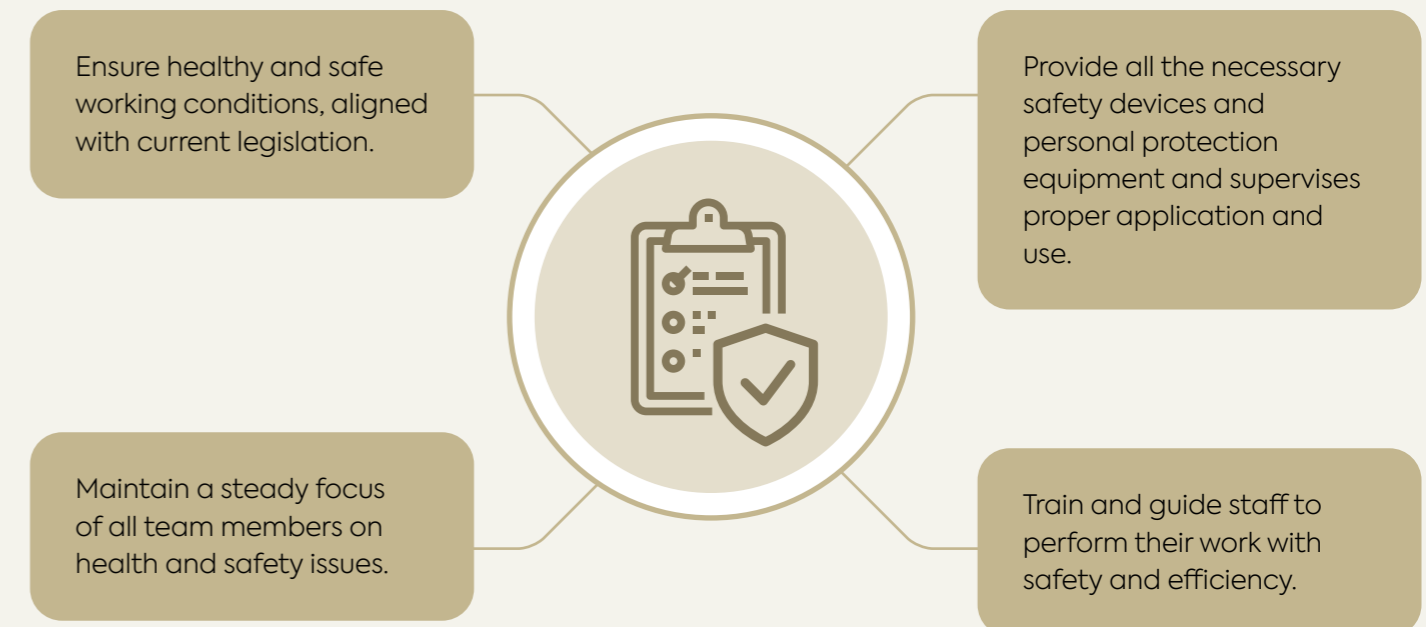 Ensure healthy and safe
working conditions, aligned
with current legislation.
Provide all the necessary
safety devices and
personal protection
equipment and supervises
proper application and
use.
Maintain a steady focus
of all team members on
health and safety issues.
Train and guide staff to
perform their work with
safety and efficiency.